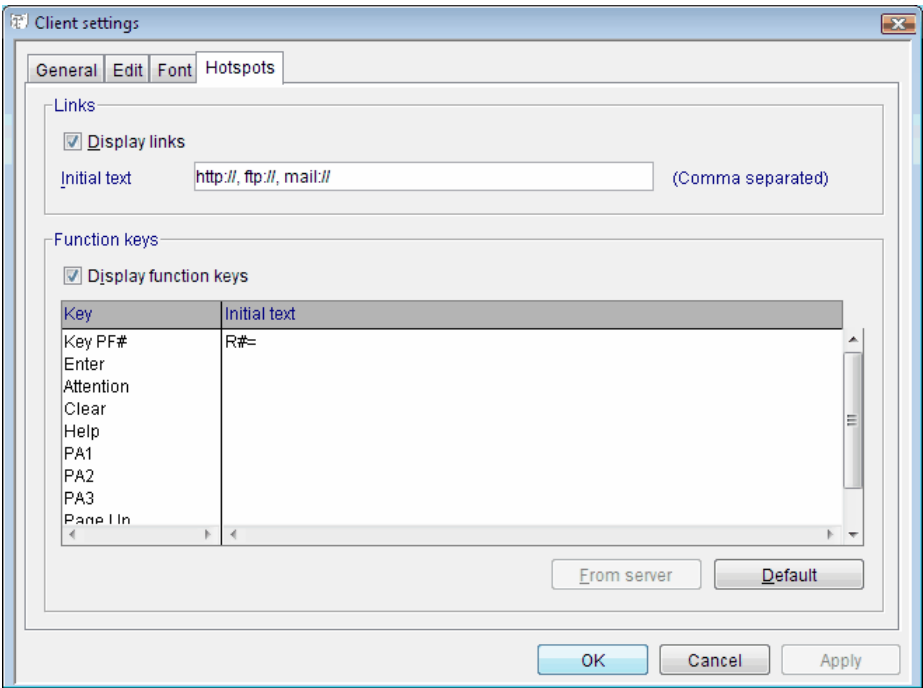 Client settings
General Edit Font Hotspots
Links
Display links
Initial text http://, ftp://, mail:// (Comma separated)
Function keys
Display function keys
Key Initial text
Key PF# R#=
Enter
Attention
Clear
Help
PA1
PA2
PA3
Page Up
From server Default
OK Cancel Apply